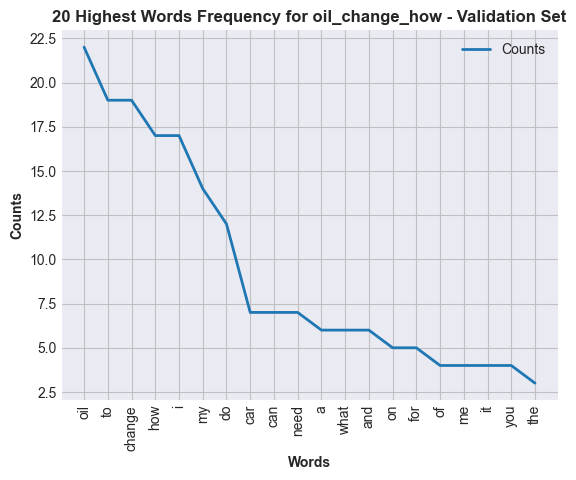 20 Highest Words Frequency for oil_change_how - Validation Set
Counts
22.5
20.0
17.5
15.0
12.5
10.0
7.5
5.0
2.5
Counts
oil
to
change
how
i
my
do
car
can
need
a
what
and
on
for
of
me
it
you
the
Words